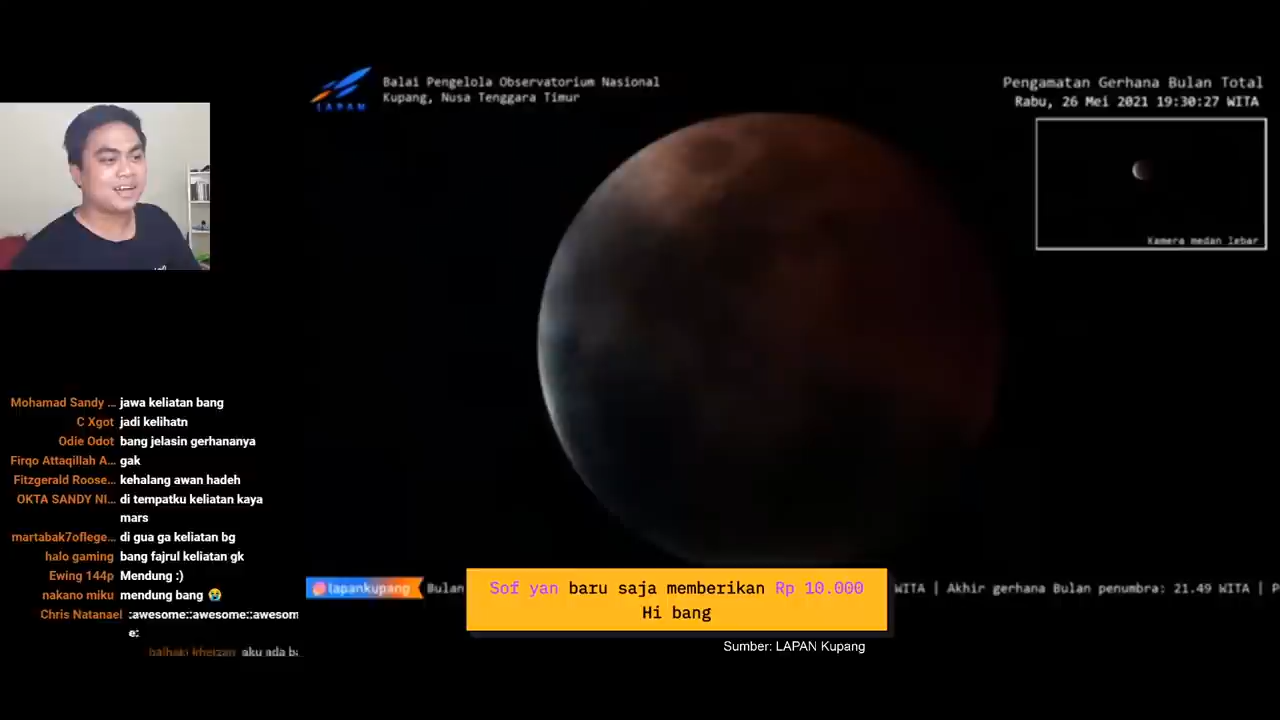 LAPAN
Balai Pengelola Observatorium Nasional
Kupang, Nusa Tenggara Timur
Pengamatan Gerhana Bulan Total
Rabu, 26 Mei 2021 19:30:27 WITA
Kamera medan lebar
Mohamad Sandy ... jawa keliatan bang
C Xgot jadi kelihatn
Odie Odot bang jelasin gerhananya
Firqo Attaqillah A... gak
Fitzgerald Roose... kehalang awan hadeh
OKTA SANDY NI... di tempatku keliatan kaya
mars
martabak7oflege... di gua ga keliatan bg
halo gaming bang fajrul keliatan gk
Ewing 144p Mendung :)
nakano miku mendung bang 😭
Chris Natanael :awesome::awesome::awesom
e:
aku ada
lapankupang Bulan
WITA | Akhir gerhana Bulan penumbra: 21.49 WIT | P
Sof yan baru saja memberikan Rp 10.000
Hi bang
Sumber: LAPAN Kupang